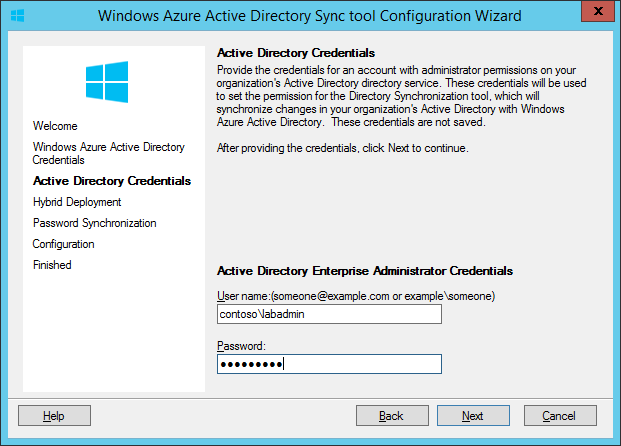 Windows Azure Active Directory Sync tool Configuration Wizard
x
Welcome
Windows Azure Active Directory
Credentials
Active Directory Credentials
Hybrid Deployment
Password Synchronization
Configuration
Finished
Active Directory Credentials
Provide the credentials for an account with administrator permissions on your
organization's Active Directory directory service. These credentials will be used
to set the permission for the Directory Synchronization tool, which will
synchronize changes in your organization's Active Directory with Windows
Azure Active Directory. These credentials are not saved.
After providing the credentials, click Next to continue.
Active Directory Enterprise Administrator Credentials
User name:(someone@example.com or example\someone)
contoso\labadmin
Password:
●●●●●●●●●
Help
Back
Next
Cancel